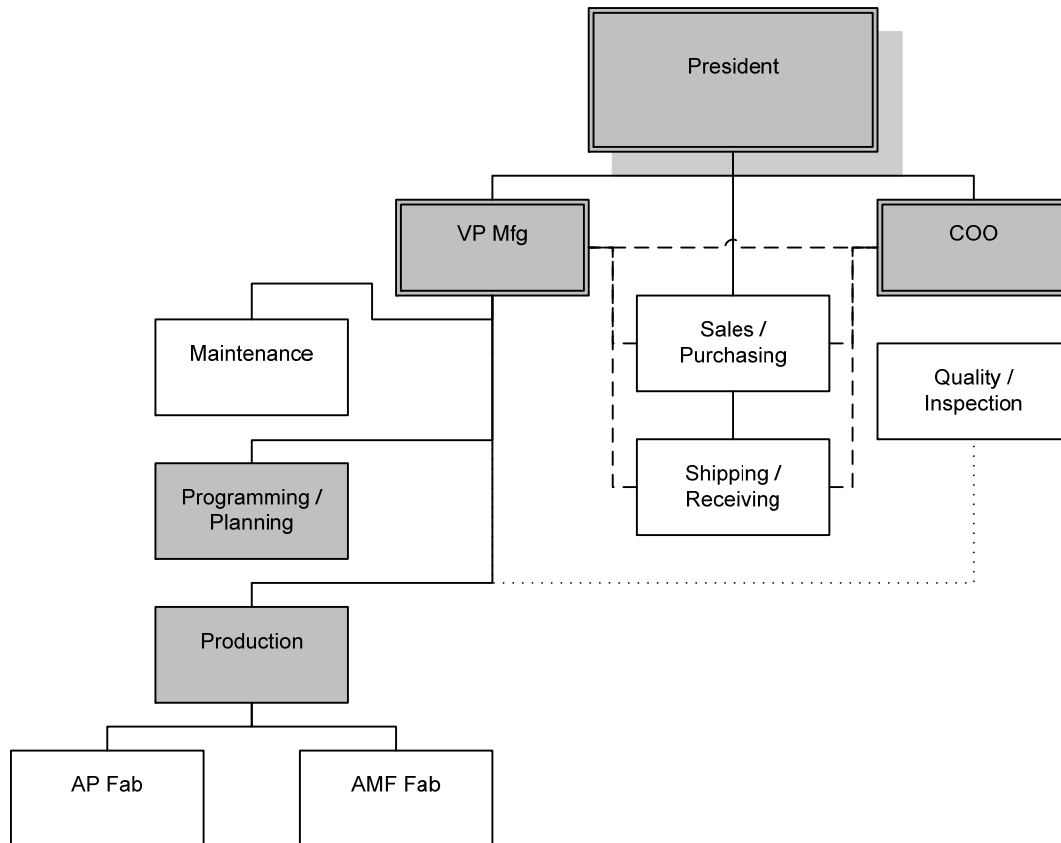 President
VP Mfg
COO
Maintenance
Sales /
Purchasing
Quality /
Inspection
Programming /
Planning
Shipping /
Receiving
Production
AP Fab
AMF Fab